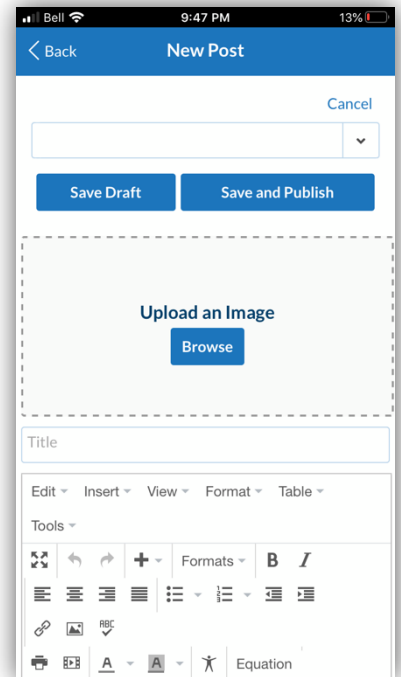 Bell 9:47 PM 13%
Back New Post
Cancel
Save Draft Save and Publish
Upload an Image
Browse
Title
Edit Insert View Format Table
Tools
Formats B I
ABC
A A Equation